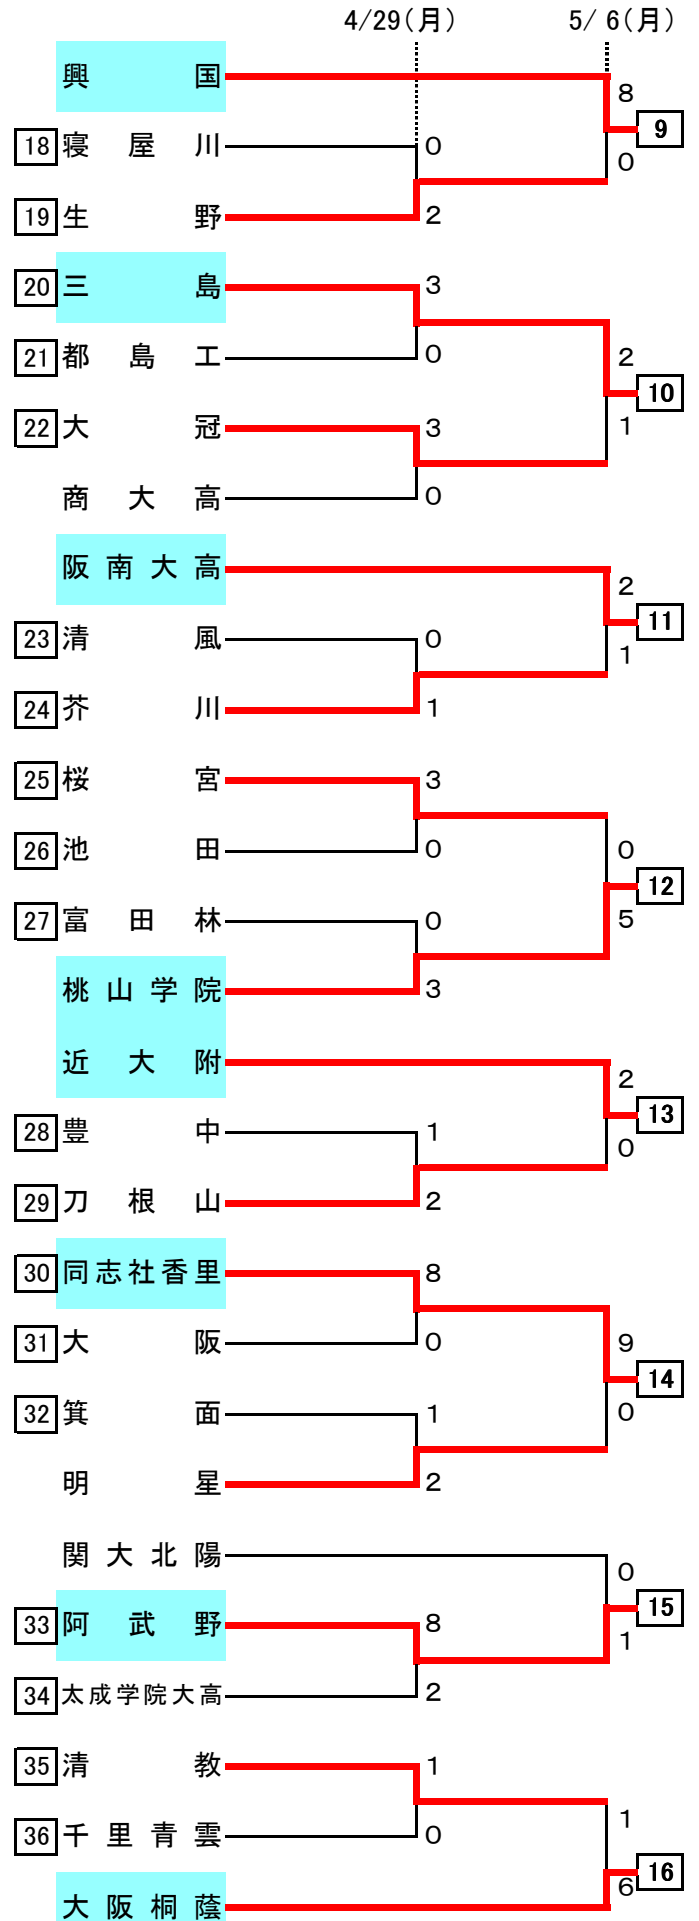 4/29(月) 5/ 6(月)
興国
8
9
18 寝屋川 0
0
19 生野 2
20 三島 3
21 都島工 0
2
10
22 大冠 3
1
商大高 0
阪南大高
2
11
23 清風 0
1
24 芥川 1
25 桜宮 3
26 池田 0
0
12
27 富田林 0
5
桃山学院 3
近大附
2
13
28 豊中 1
0
29 刀根山 2
30 同志社香里 8
31 大阪 0
9
14
32 箕面 1
0
明星 2
関大北陽
0
15
33 阿武野 8
1
34 太成学院大高 2
35 清教 1
1
36 千里青雲 0
16
6
大阪桐蔭